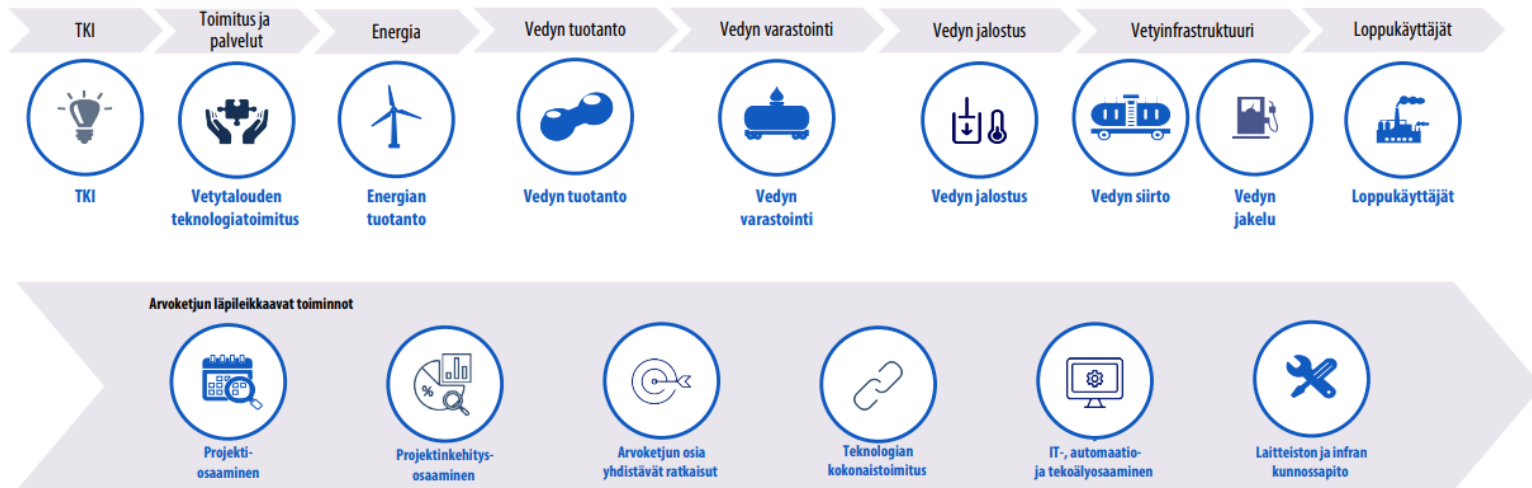 TKI
Toimitus ja
palvelut
Energia
Vedyn tuotanto
Vedyn varastointi
Vedyn jalostus
Vetyinfrastruktuuri
Loppukäyttäjät
TKI
Vetytalouden
teknologiatoimitus
Energian
tuotanto
Vedyn tuotanto
Vedyn
varastointi
Vedyn jalostus
Vedyn siirto
Vedyn
jakelu
Loppukäyttäjät
Arvoketjun läpileikkaavat toiminnot
%
Projekti-
osaaminen
Projektinkehitys-
osaaminen
Arvoketjun osia
yhdistävät ratkaisut
Teknologian
kokonaistoimitus
IT-, automaatio-
ja tekoälyosaaminen
Laitteiston ja infran
kunnossapito